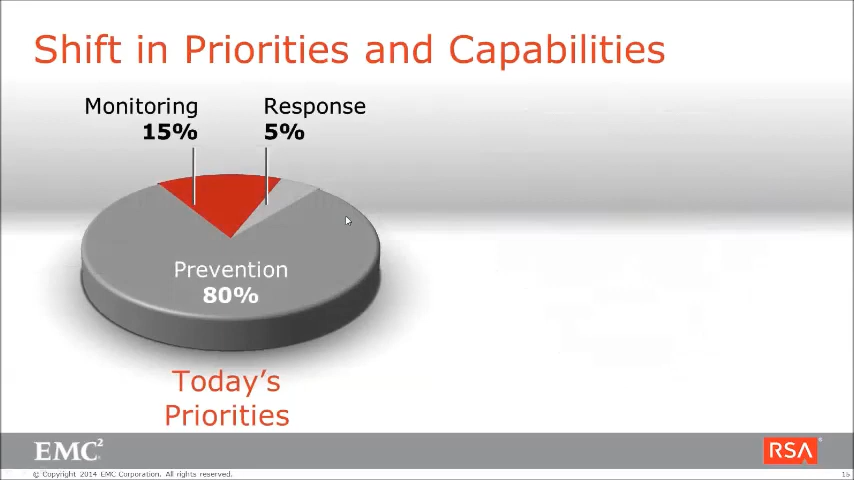 Shift in Priorities and Capabilities
Monitoring
15%
Response
5%
Prevention
80%
Today's
Priorities
EMC²
RSA
© Copyright 2014 EMC Corporation. All rights reserved.
15